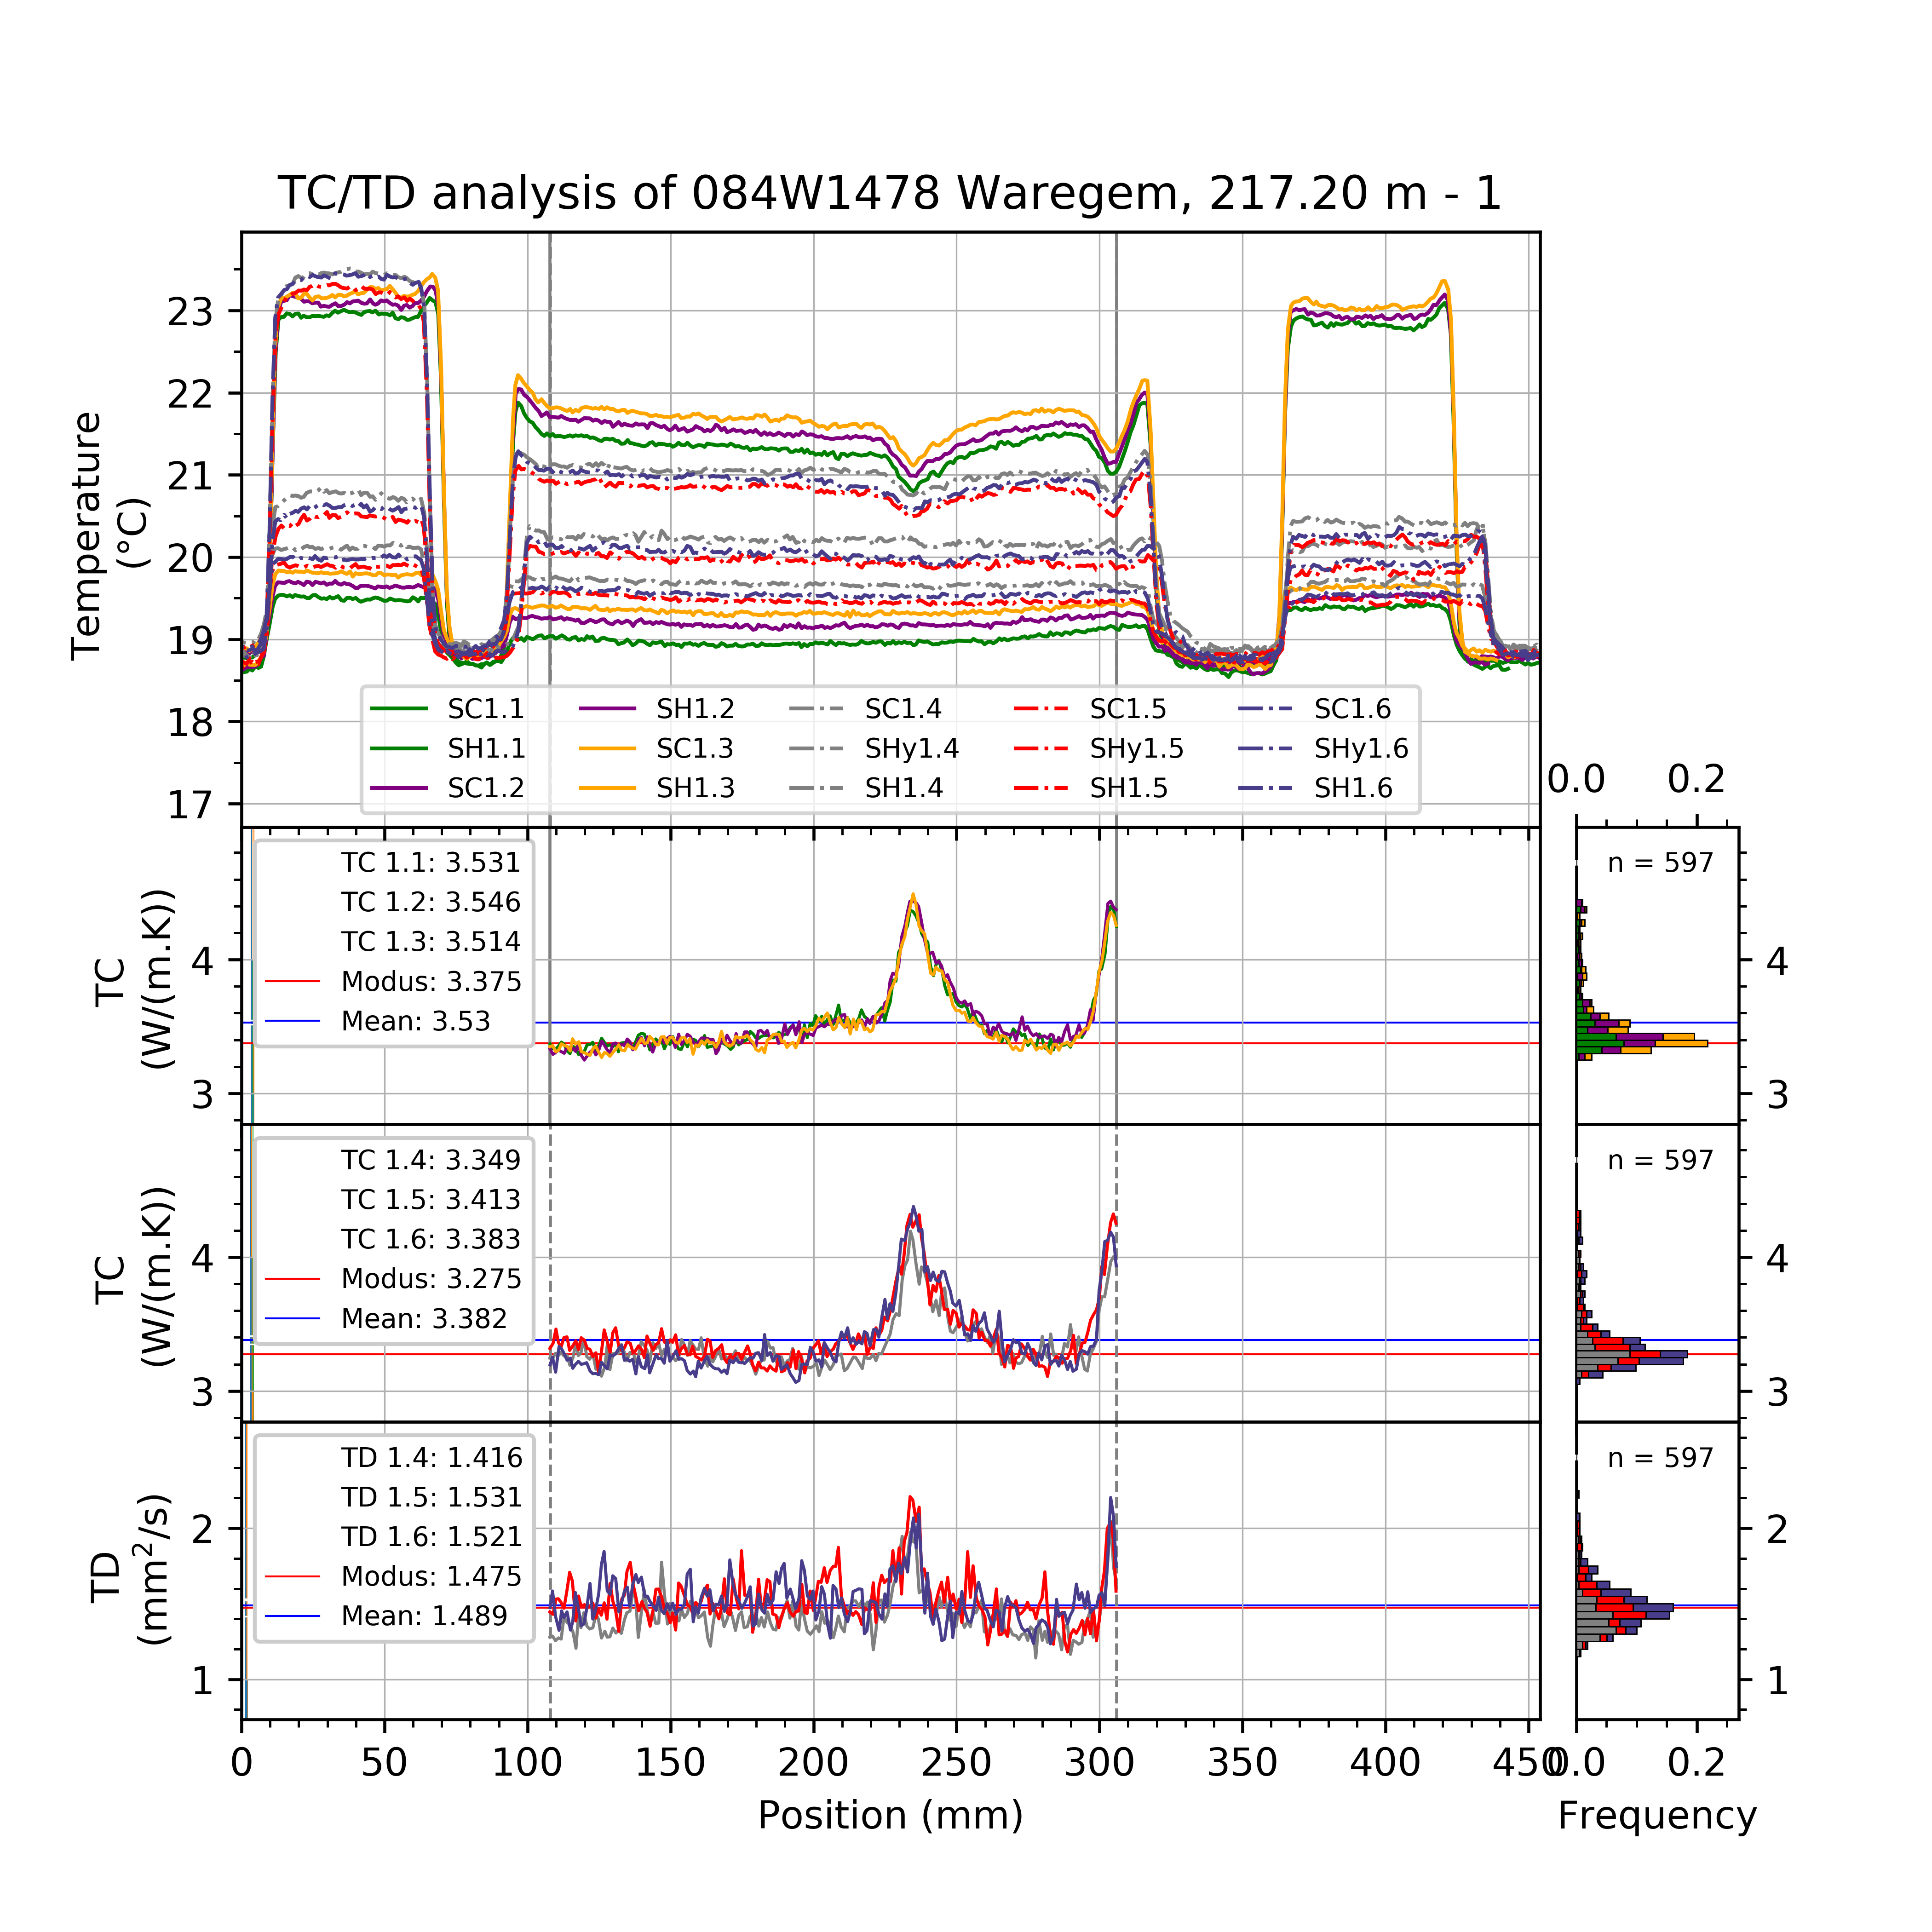 TC/TD analysis of 084W1478 Waregem, 217.20 m - 1
Temperature
(°C)
23
22
21
20
19
18
17
SC1.1 SH1.2 SC1.4 SC1.5 SC1.6
SH1.1 SC1.3 SHy1.4 SHy1.5 SHy1.6
SC1.2 SH1.3 SH1.4 SH1.5 SH1.6
0.0 0.2
TC
(W/(m.K))
4
3
TC 1.1: 3.531
TC 1.2: 3.546
TC 1.3: 3.514
Modus: 3.375
Mean: 3.53
n = 597
4
3
TC
(W/(m.K))
4
3
TC 1.4: 3.349
TC 1.5: 3.413
TC 1.6: 3.383
Modus: 3.275
Mean: 3.382
n = 597
4
3
TD
(mm²/s)
2
1
TD 1.4: 1.416
TD 1.5: 1.531
TD 1.6: 1.521
Modus: 1.475
Mean: 1.489
n = 597
2
1
0 50 100 150 200 250 300 350 400 450
0.0 0.2
Position (mm)
Frequency